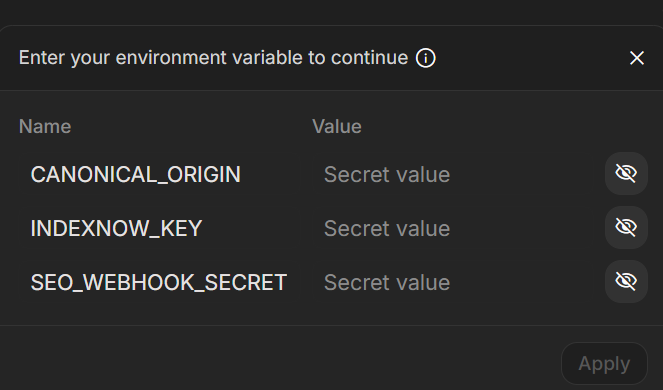 Enter your environment variable to continue
Name Value
CANONICAL_ORIGIN Secret value
INDEXNOW_KEY Secret value
SEO_WEBHOOK_SECRET Secret value
Apply